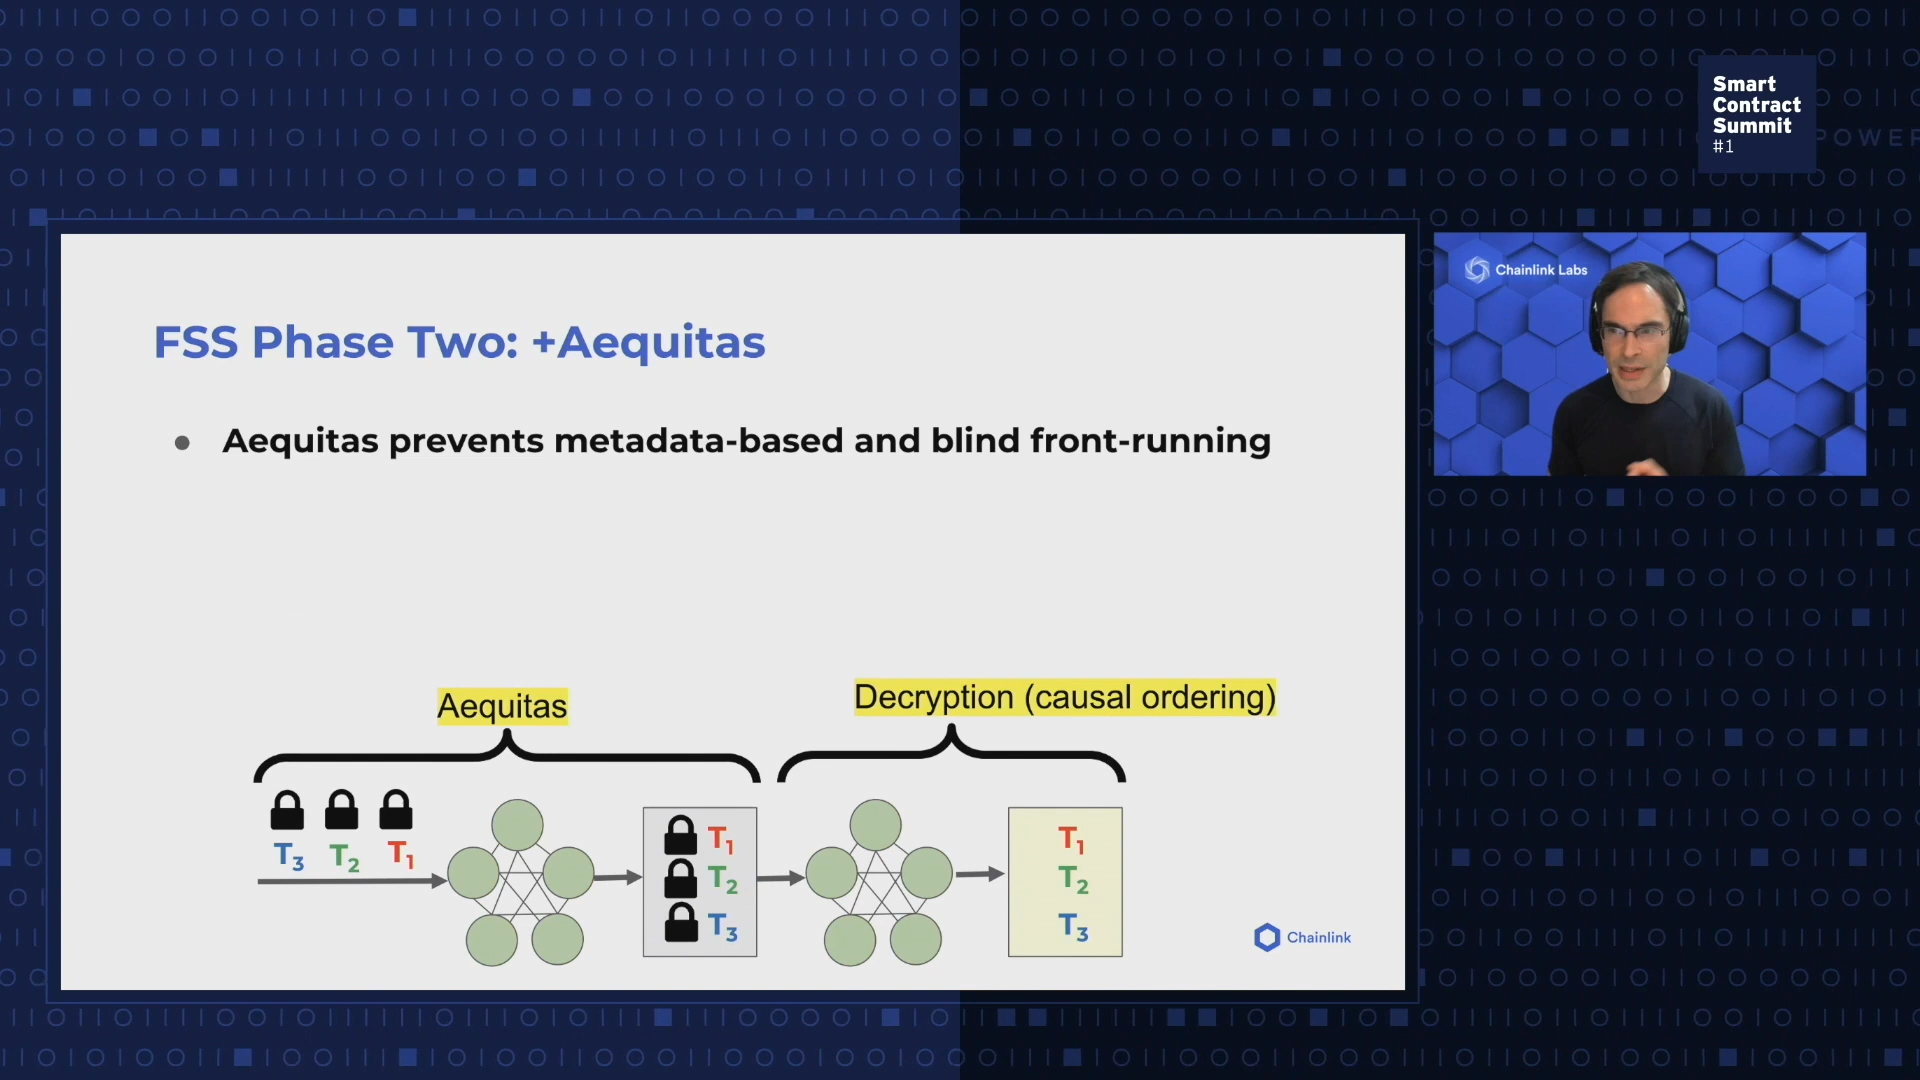 Smart
Contract
Summit
#1
POWER
Chainlink Labs
FSS Phase Two: +Aequitas
Aequitas prevents metadata-based and blind front-running
Aequitas
Decryption (causal ordering)
T3 T2 T1
T1
T2
T3
T1
T2
T3
Chainlink